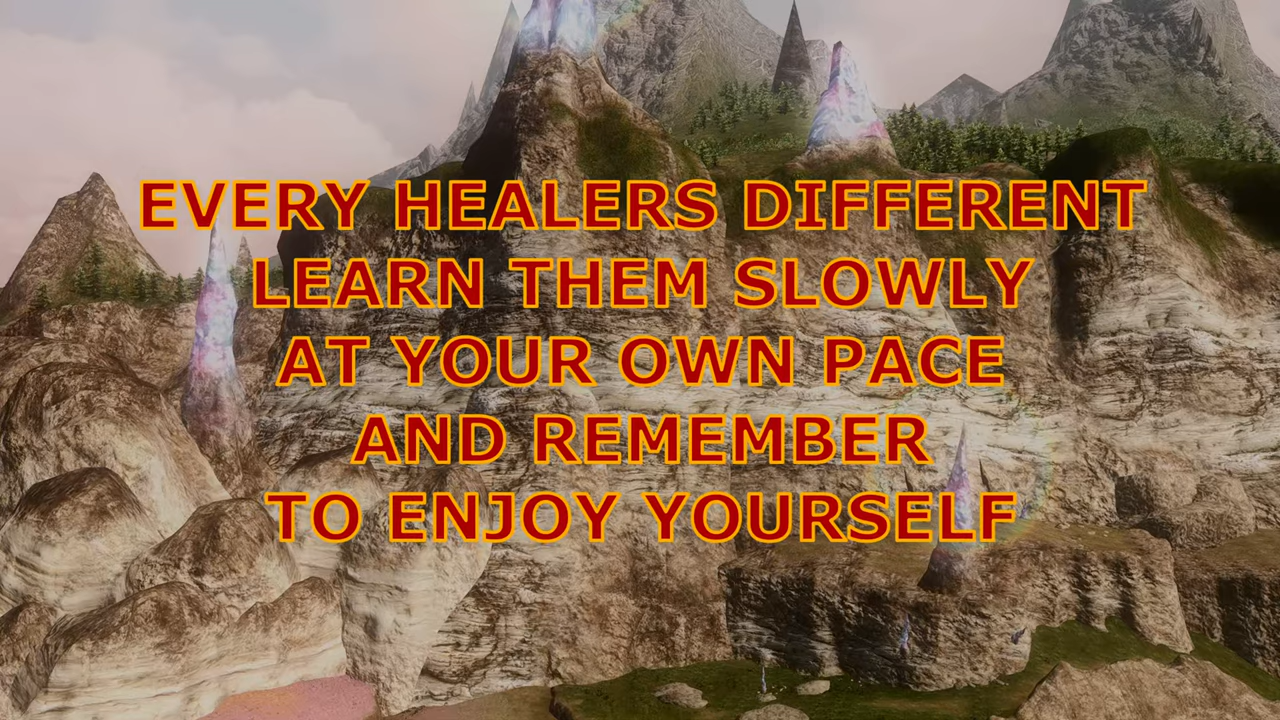 EVERY HEALERS DIFFERENT
LEARN THEM SLOWLY
AT YOUR OWN PACE
AND REMEMBER
TO ENJOY YOURSELF